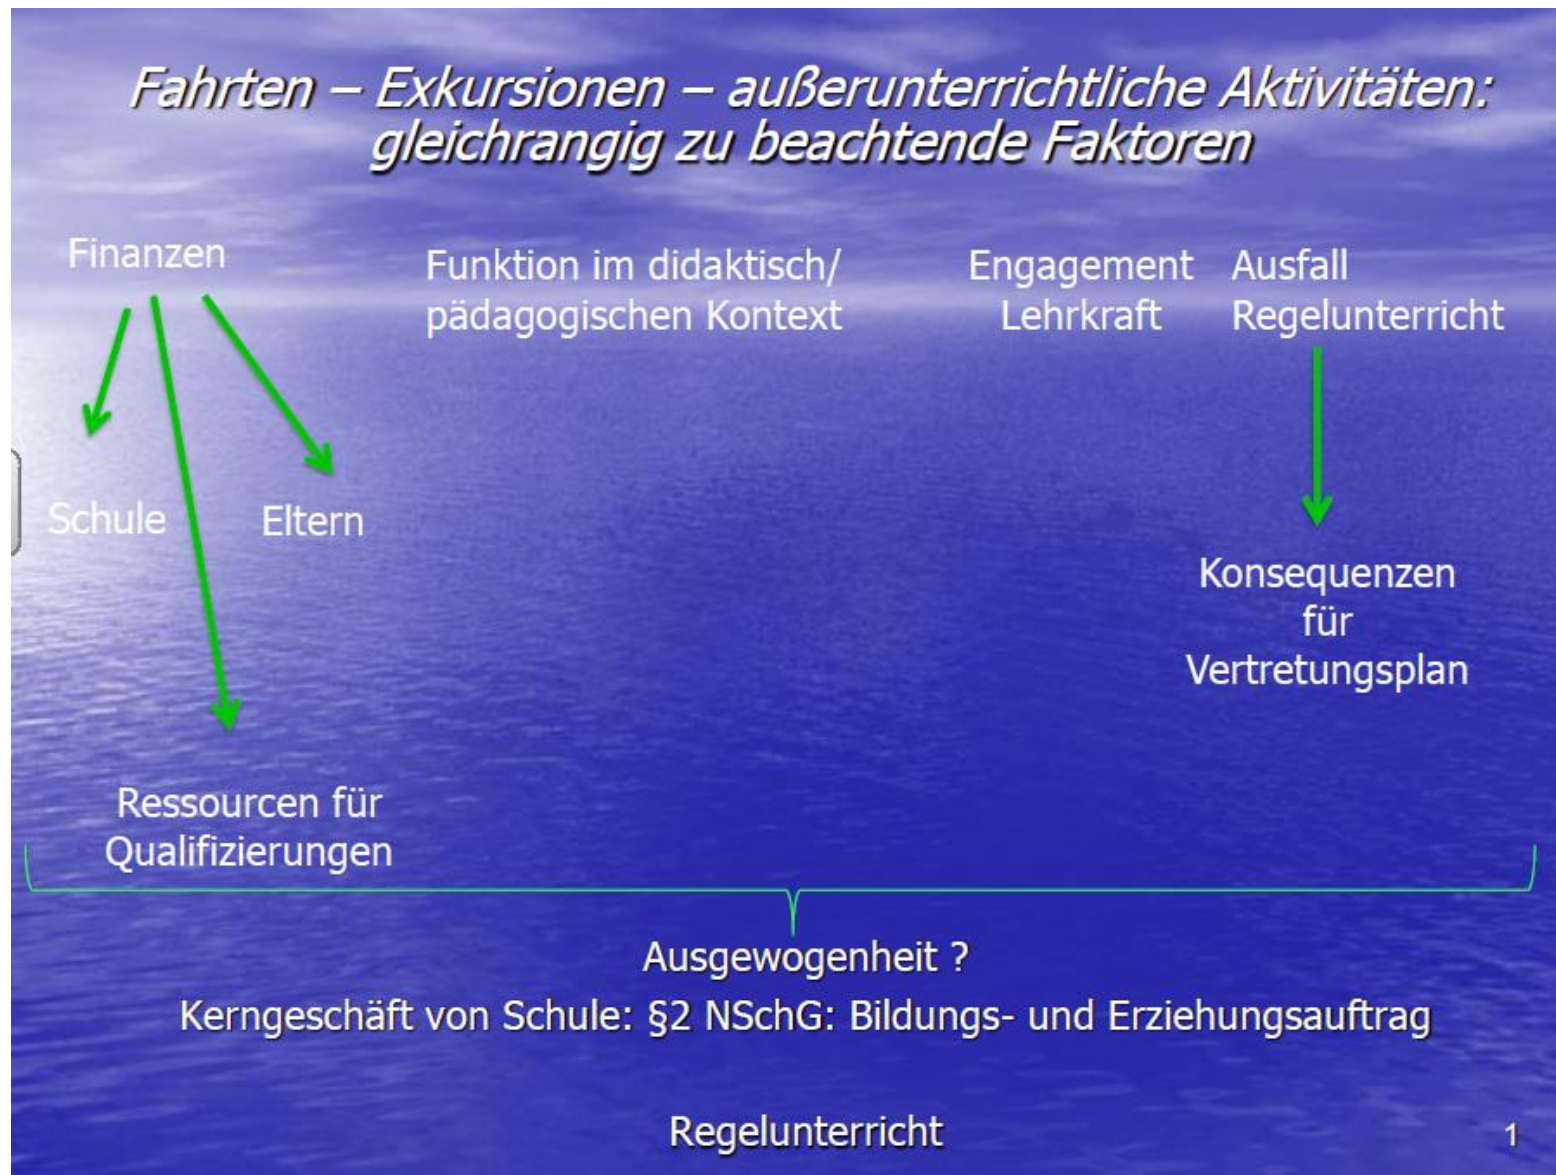 Fahrten – Exkursionen – außerunterrichtliche Aktivitäten:
gleichrangig zu beachtende Faktoren
Finanzen
Funktion im didaktisch/
pädagogischen Kontext
Engagement
Lehrkraft
Ausfall
Regelunterricht
Schule
Eltern
Konsequenzen
für
Vertretungsplan
Ressourcen für
Qualifizierungen
Ausgewogenheit ?
Kerngeschäft von Schule: §2 NSchG: Bildungs- und Erziehungsauftrag
Regelunterricht
1